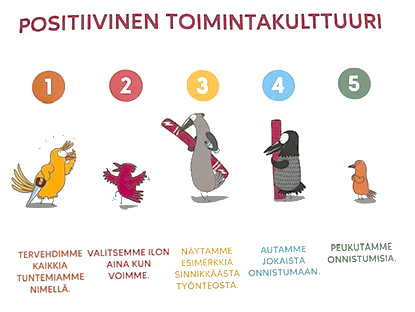 POSITIIVINEN TOIMINTAKULTTUURI
1
2
3
4
5
TERVEHDIMME
KAIKKIA
TUNTEMIAMME
NIMELLÄ.
VALITSEMME ILON
AINA KUN
VOIMME.
NÄYTÄMME
ESIMERKKIÄ
SINNIKKÄÄSTÄ
TYÖNTEOSTA.
AUTAMME
JOKAISTA
ONNISTUMAAN.
PEUKUTAMME
ONNISTUMISIA.